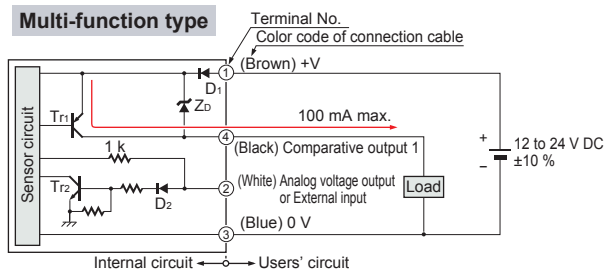 Multi-function type
Terminal No.
Color code of connection cable
1
(Brown) +V
D1
ZD
Tr1
100 mA max.
Sensor circuit
4
(Black) Comparative output 1
1 k
+
12 to 24 V DC
−
±10 %
Tr2
D2
2
(White) Analog voltage output
or External input
Load
3
(Blue) 0 V
Internal circuit
Users' circuit